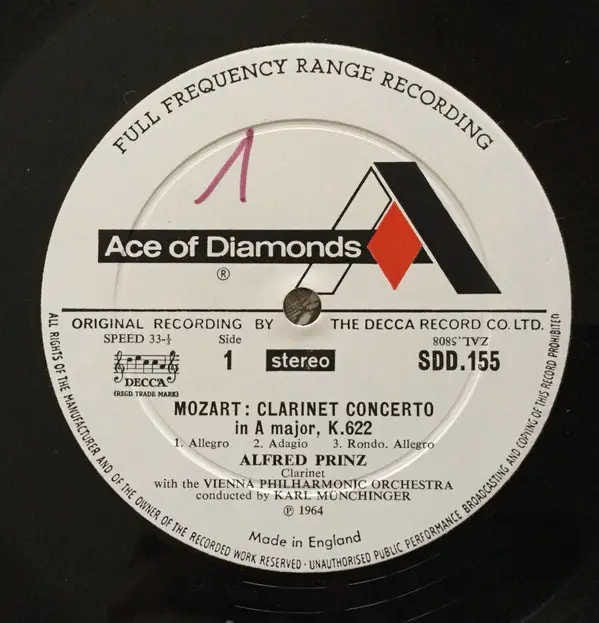 FULL FREQUENCY RANGE RECORDING
1
Ace of Diamonds
®
ORIGINAL RECORDING BY THE DECCA RECORD CO. LTD.
SPEED 33-⅓ Side ZAL.5808
1 stereo SDD.155
DECCA
(REGD TRADE MARK)
MOZART: CLARINET CONCERTO
in A major, K.622
1. Allegro 2. Adagio 3. Rondo. Allegro
ALFRED PRINZ
Clarinet
with the VIENNA PHILHARMONIC ORCHESTRA
conducted by KARL MÜNCHINGER
℗ 1964
Made in England
ALL RIGHTS OF THE MANUFACTURER AND OF THE OWNER OF THE RECORDED WORK RESERVED · UNAUTHORISED PUBLIC PERFORMANCE BROADCASTING AND COPYING OF THIS RECORD PROHIBITED